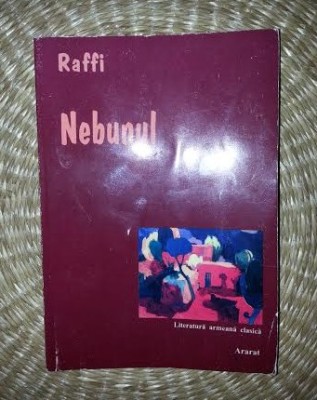 Raffi
Nebunul
Literatură armeană clasică
Ararat